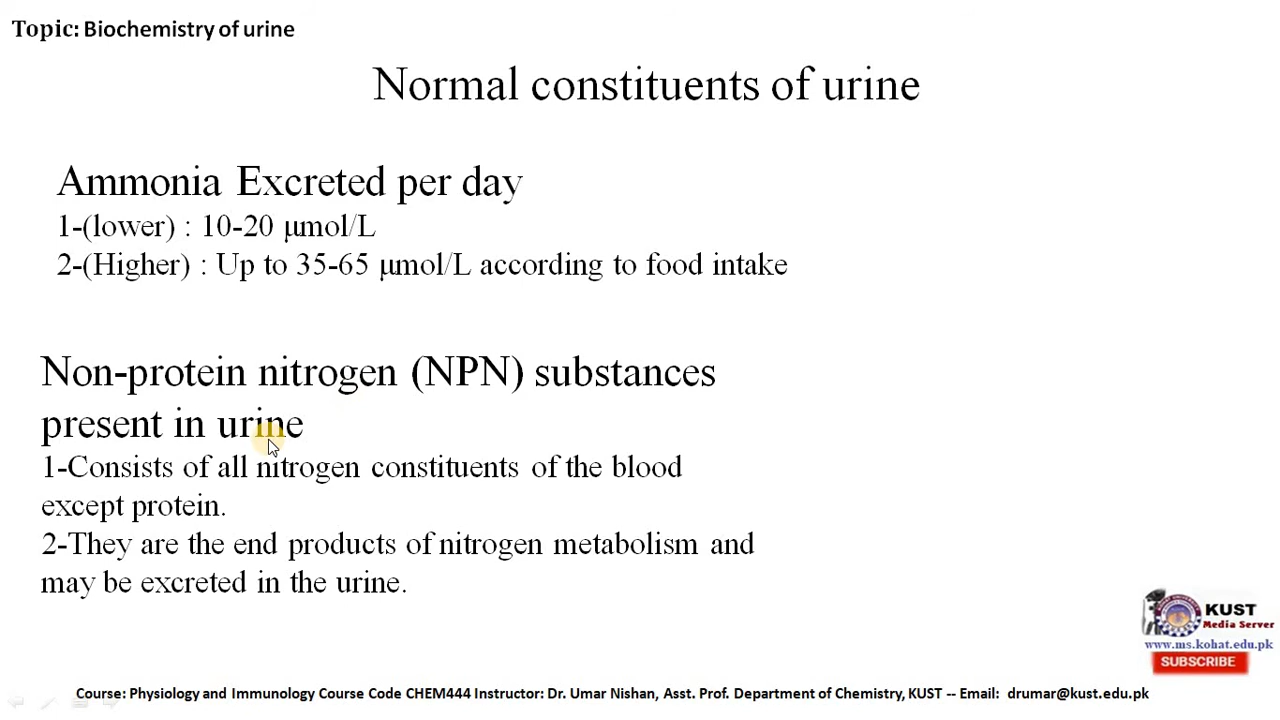 Topic: Biochemistry of urine
Normal constituents of urine
Ammonia Excreted per day
1-(lower) : 10-20 μmol/L
2-(Higher) : Up to 35-65 μmol/L according to food intake
Non-protein nitrogen (NPN) substances
present in urine
1-Consists of all nitrogen constituents of the blood
except protein.
2-They are the end products of nitrogen metabolism and
may be excreted in the urine.
KUST
Media Server
www.ms.kohat.edu.pk
SUBSCRIBE
Course: Physiology and Immunology Course Code CHEM444 Instructor: Dr. Umar Nishan, Asst. Prof. Department of Chemistry, KUST -- Email: drumar@kust.edu.pk